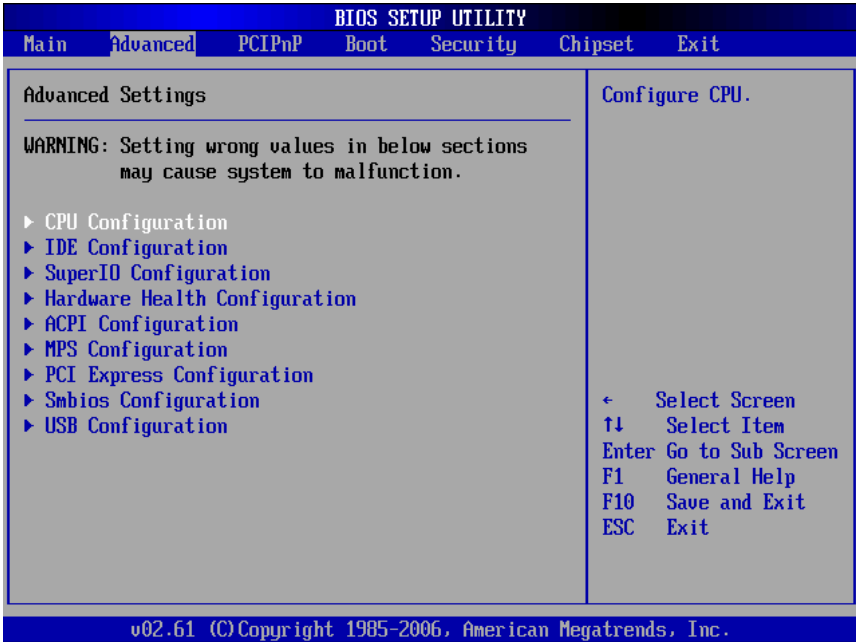 BIOS SETUP UTILITY
Main Advanced PCIPnP Boot Security Chipset Exit
Advanced Settings
WARNING: Setting wrong values in below sections
may cause system to malfunction.
▶ CPU Configuration
▶ IDE Configuration
▶ SuperIO Configuration
▶ Hardware Health Configuration
▶ ACPI Configuration
▶ MPS Configuration
▶ PCI Express Configuration
▶ Smbios Configuration
▶ USB Configuration
Configure CPU.
← Select Screen
↑↓ Select Item
Enter Go to Sub Screen
F1 General Help
F10 Save and Exit
ESC Exit
v02.61 (C)Copyright 1985-2006, American Megatrends, Inc.